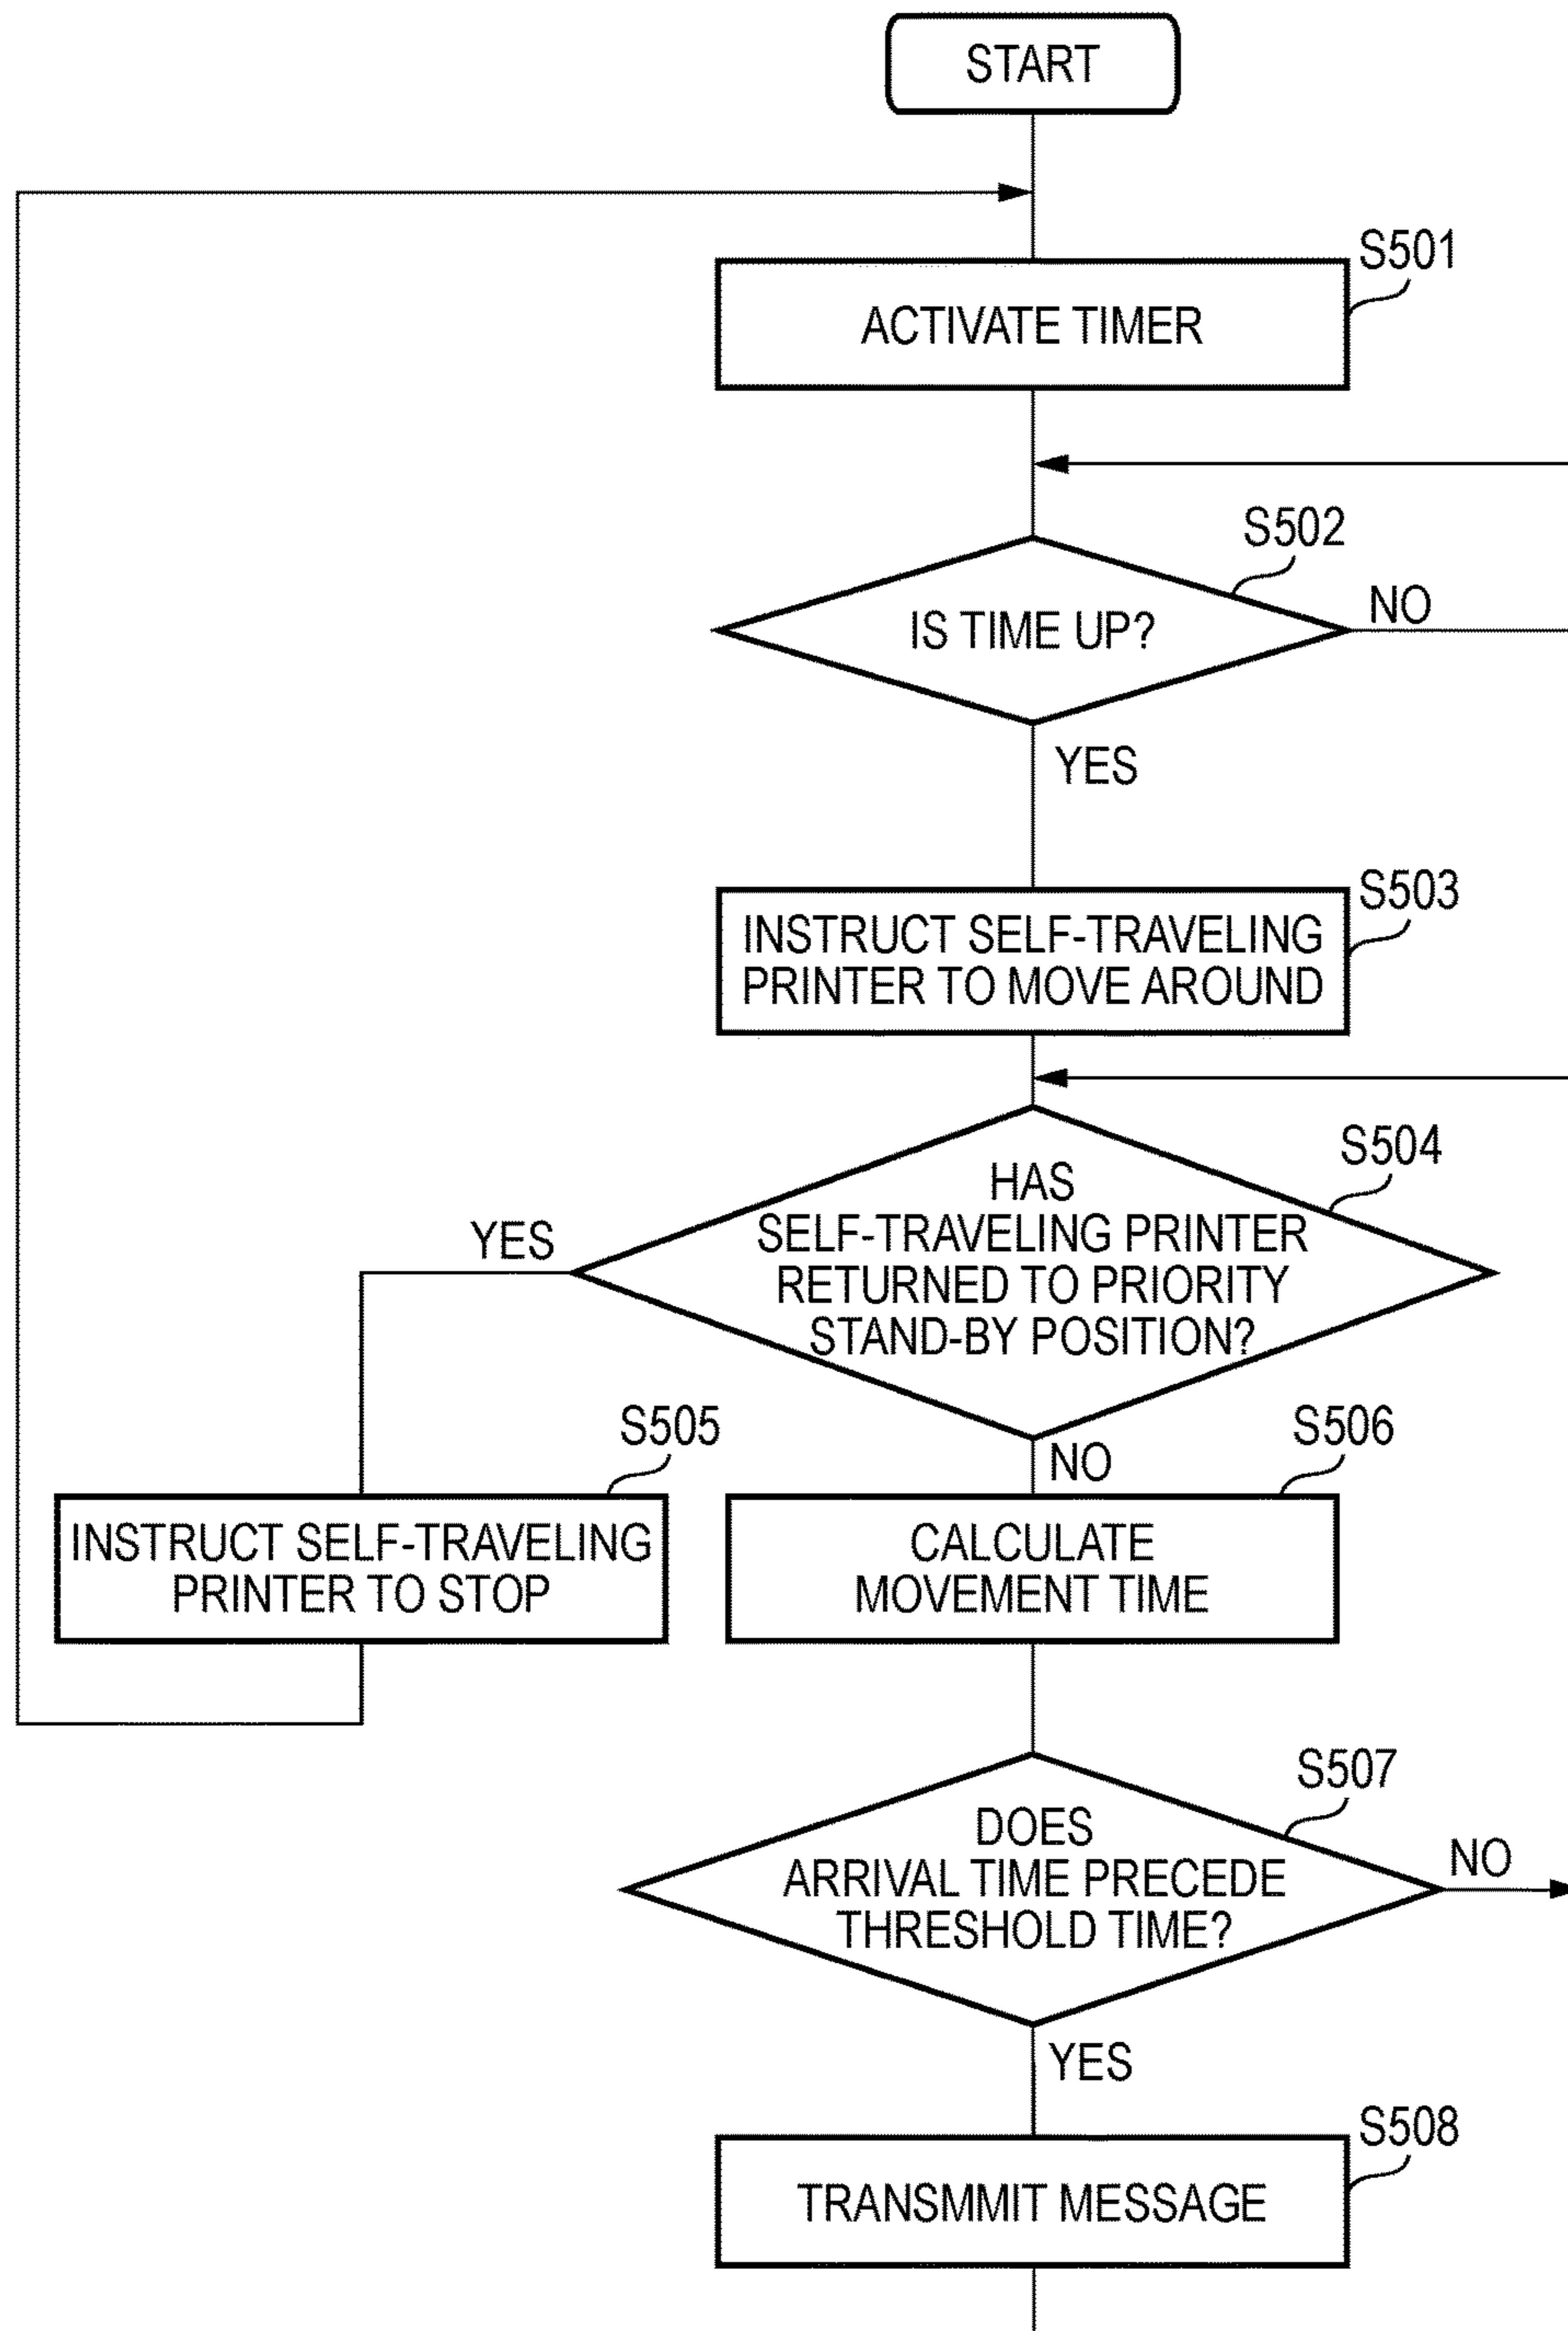 START
S501
ACTIVATE TIMER
S502
IS TIME UP?
NO
YES
S503
INSTRUCT SELF-TRAVELING
PRINTER TO MOVE AROUND
S504
HAS
SELF-TRAVELING PRINTER
RETURNED TO PRIORITY
STAND-BY POSITION?
YES
NO
S505
INSTRUCT SELF-TRAVELING
PRINTER TO STOP
S506
CALCULATE
MOVEMENT TIME
S507
DOES
ARRIVAL TIME PRECEDE
THRESHOLD TIME?
NO
YES
S508
TRANSMMIT MESSAGE